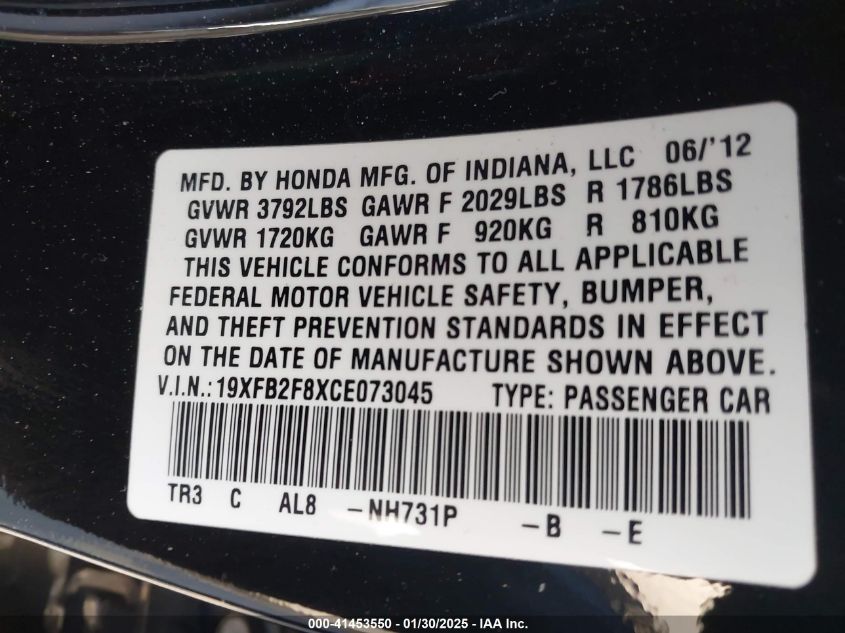 MFD. BY HONDA MFG. OF INDIANA, LLC 06/'12
GVWR 3792LBS GAWR F 2029LBS R 1786LBS
GVWR 1720KG GAWR F 920KG R 810KG
THIS VEHICLE CONFORMS TO ALL APPLICABLE
FEDERAL MOTOR VEHICLE SAFETY, BUMPER,
AND THEFT PREVENTION STANDARDS IN EFFECT
ON THE DATE OF MANUFACTURE SHOWN ABOVE.
V.I.N.: 19XFB2F8XCE073045 TYPE: PASSENGER CAR
TR3 C AL8 -NH731P -B -E
000-41453550 - 01/30/2025 - IAA Inc.